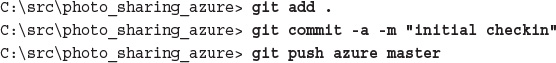 C:\src\photo_sharing_azure> git add .
C:\src\photo_sharing_azure> git commit -a -m "initial checkin"
C:\src\photo_sharing_azure> git push azure master